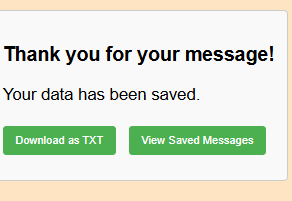 Thank you for your message!
Your data has been saved.
Download as TXT
View Saved Messages